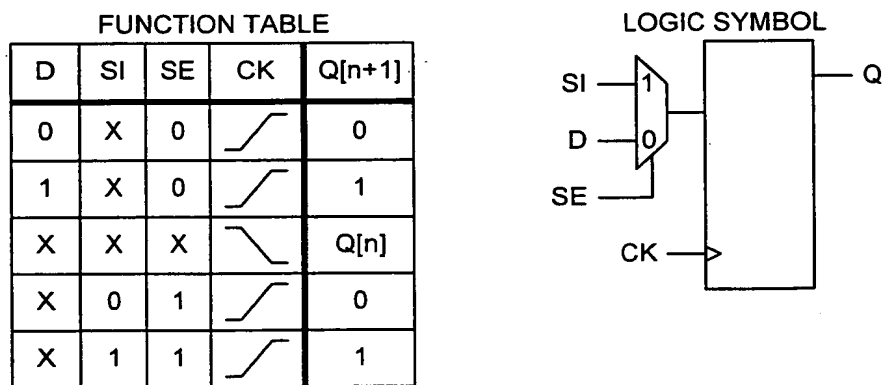 FUNCTION TABLE
D SI SE CK Q[n+1]
0 X 0 0
1 X 0 1
X X X Q[n]
X 0 1 0
X 1 1 1
LOGIC SYMBOL
SI 1 Q
D 0
SE
CK